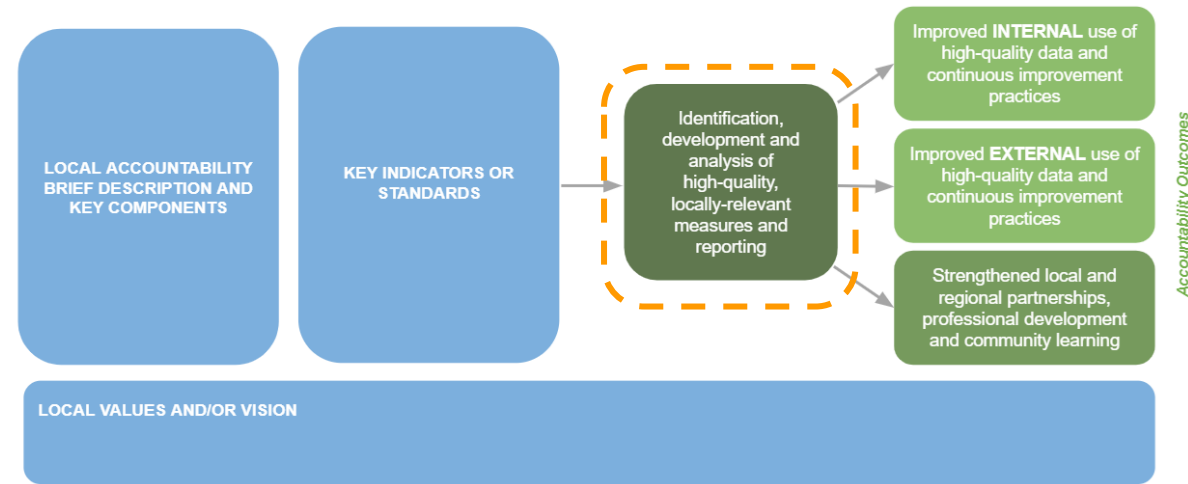 LOCAL ACCOUNTABILITY
BRIEF DESCRIPTION AND
KEY COMPONENTS
KEY INDICATORS OR
STANDARDS
Identification,
development and
analysis of
high-quality,
locally-relevant
measures and
reporting
Improved INTERNAL use of
high-quality data and
continuous improvement
practices
Improved EXTERNAL use of
high-quality data and
continuous improvement
practices
Strengthened local and
regional partnerships,
professional development
and community learning
Accountability Outcomes
LOCAL VALUES AND/OR VISION